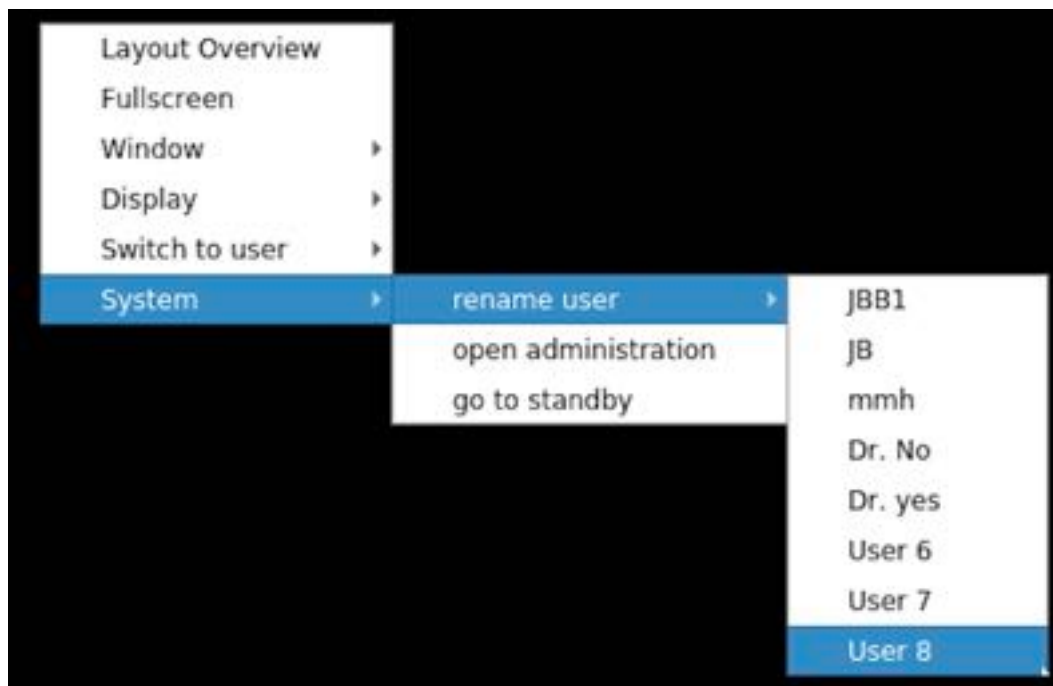 Layout Overview
Fullscreen
Window
Display
Switch to user
System
rename user
open administration
go to standby
JBB1
JB
mmh
Dr. No
Dr. yes
User 6
User 7
User 8